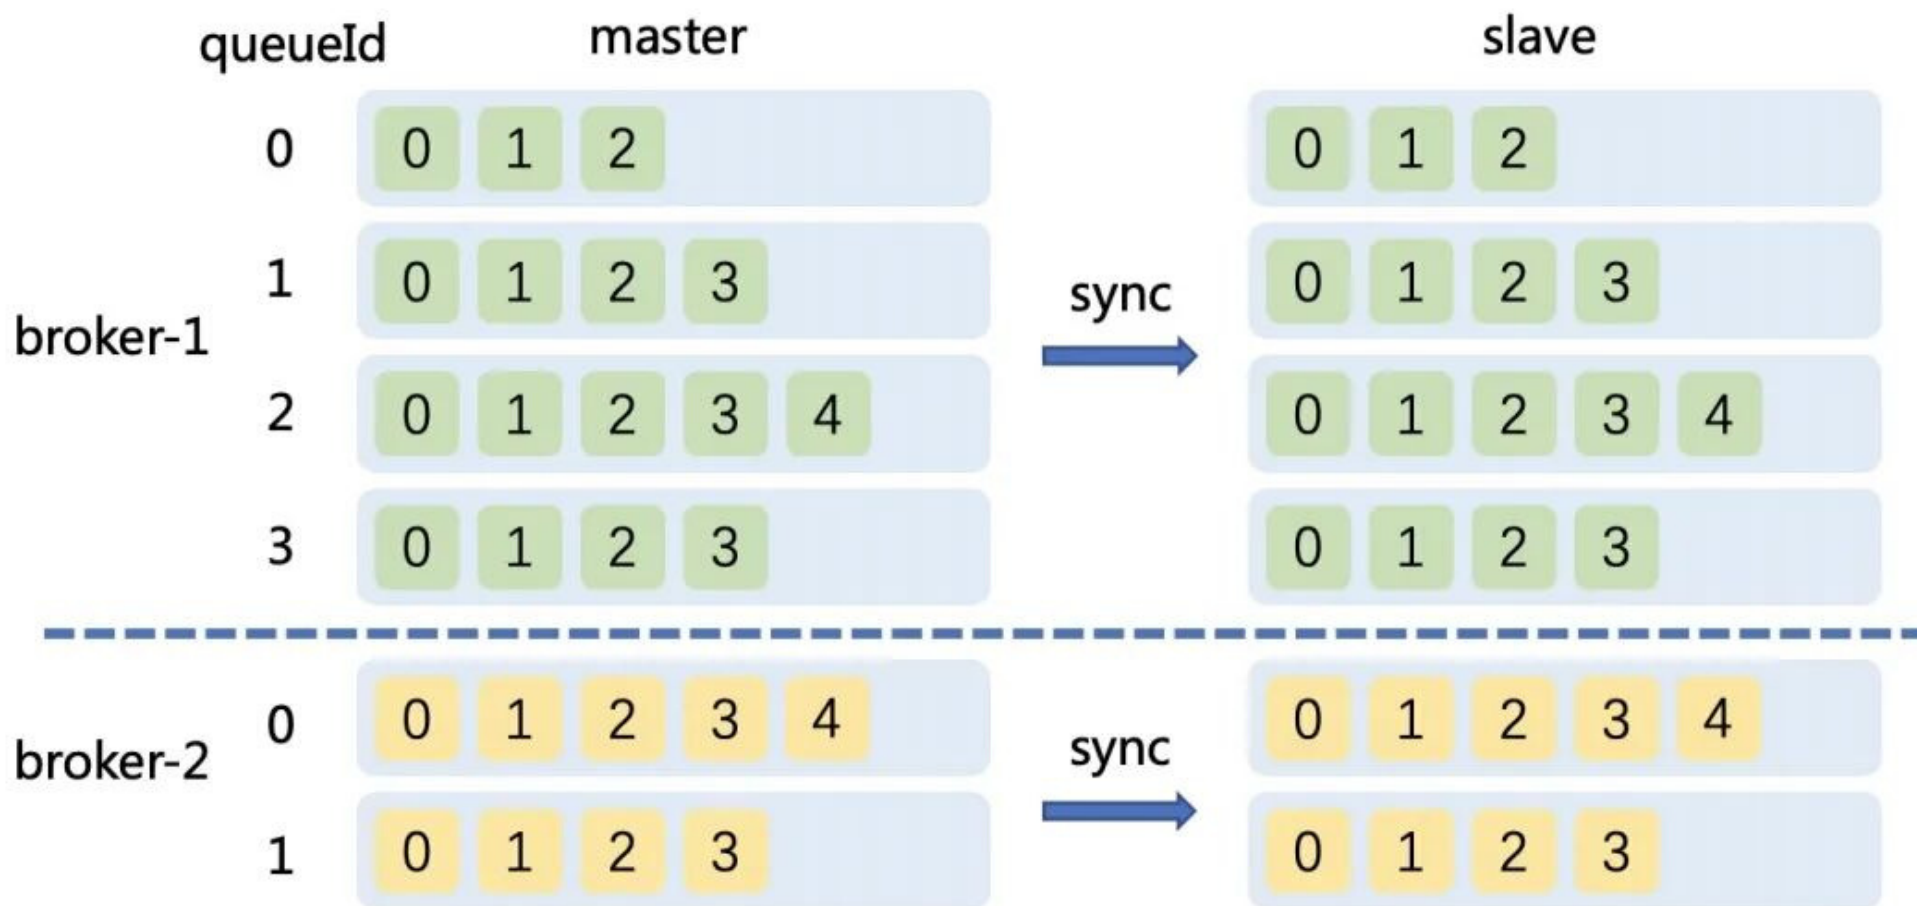 queueId master slave
0 0 1 2 0 1 2
1 0 1 2 3 sync 0 1 2 3
broker-1
2 0 1 2 3 4 0 1 2 3 4
3 0 1 2 3 0 1 2 3
0 0 1 2 3 4 0 1 2 3 4
broker-2 sync
1 0 1 2 3 0 1 2 3